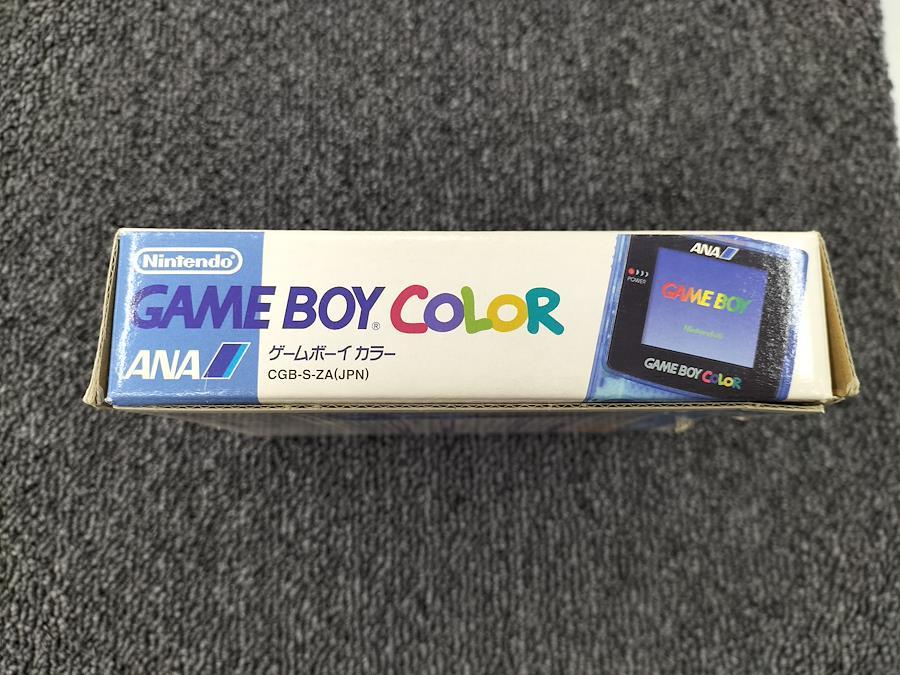 Nintendo®
GAME BOY® COLOR
ANA
ゲームボーイ カラー
CGB-S-ZA(JPN)
ANA
POWER
GAME BOY
Nintendo®
GAME BOY COLOR